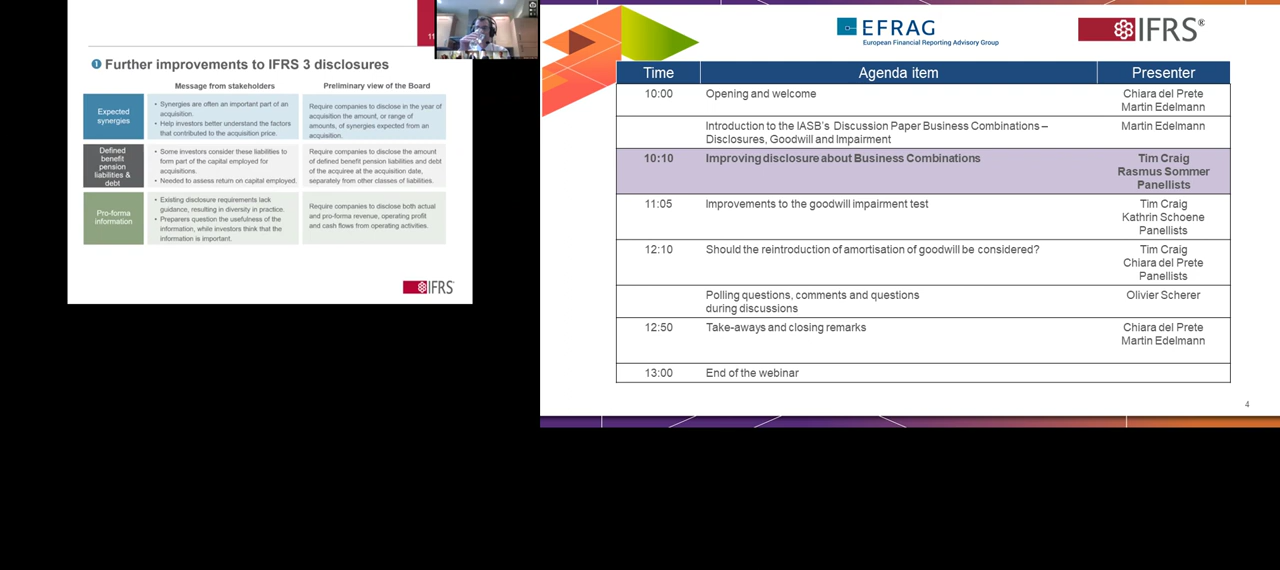 11
1 Further improvements to IFRS 3 disclosures
Message from stakeholders
Preliminary view of the Board
Expected
synergies
• Synergies are often an important part of an
acquisition.
• Help investors better understand the factors
that contributed to the acquisition price.
Require companies to disclose in the year of
acquisition the amount, or range of
amounts, of synergies expected from an
acquisition.
Defined
benefit
pension
liabilities &
debt
• Some investors consider these liabilities to
form part of the capital employed for
acquisitions.
• Needed to assess return on capital employed.
Require companies to disclose the amount
of defined benefit pension liabilities and debt
of the acquiree at the acquisition date,
separately from other classes of liabilities.
Pro-forma
information
• Existing disclosure requirements lack
guidance, resulting in diversity in practice.
• Preparers question the usefulness of the
information, while investors think that the
information is important.
Require companies to disclose both actual
and pro-forma revenue, operating profit
and cash flows from operating activities.
IFRS
EFRAG
European Financial Reporting Advisory Group
IFRS®
Time Agenda item Presenter
10:00 Opening and welcome Chiara del Prete
Martin Edelmann
Introduction to the IASB's Discussion Paper Business Combinations – Martin Edelmann
Disclosures, Goodwill and Impairment
10:10 Improving disclosure about Business Combinations Tim Craig
Rasmus Sommer
Panellists
11:05 Improvements to the goodwill impairment test Tim Craig
Kathrin Schoene
Panellists
12:10 Should the reintroduction of amortisation of goodwill be considered? Tim Craig
Chiara del Prete
Panellists
Polling questions, comments and questions Olivier Scherer
during discussions
12:50 Take-aways and closing remarks Chiara del Prete
Martin Edelmann
13:00 End of the webinar
4